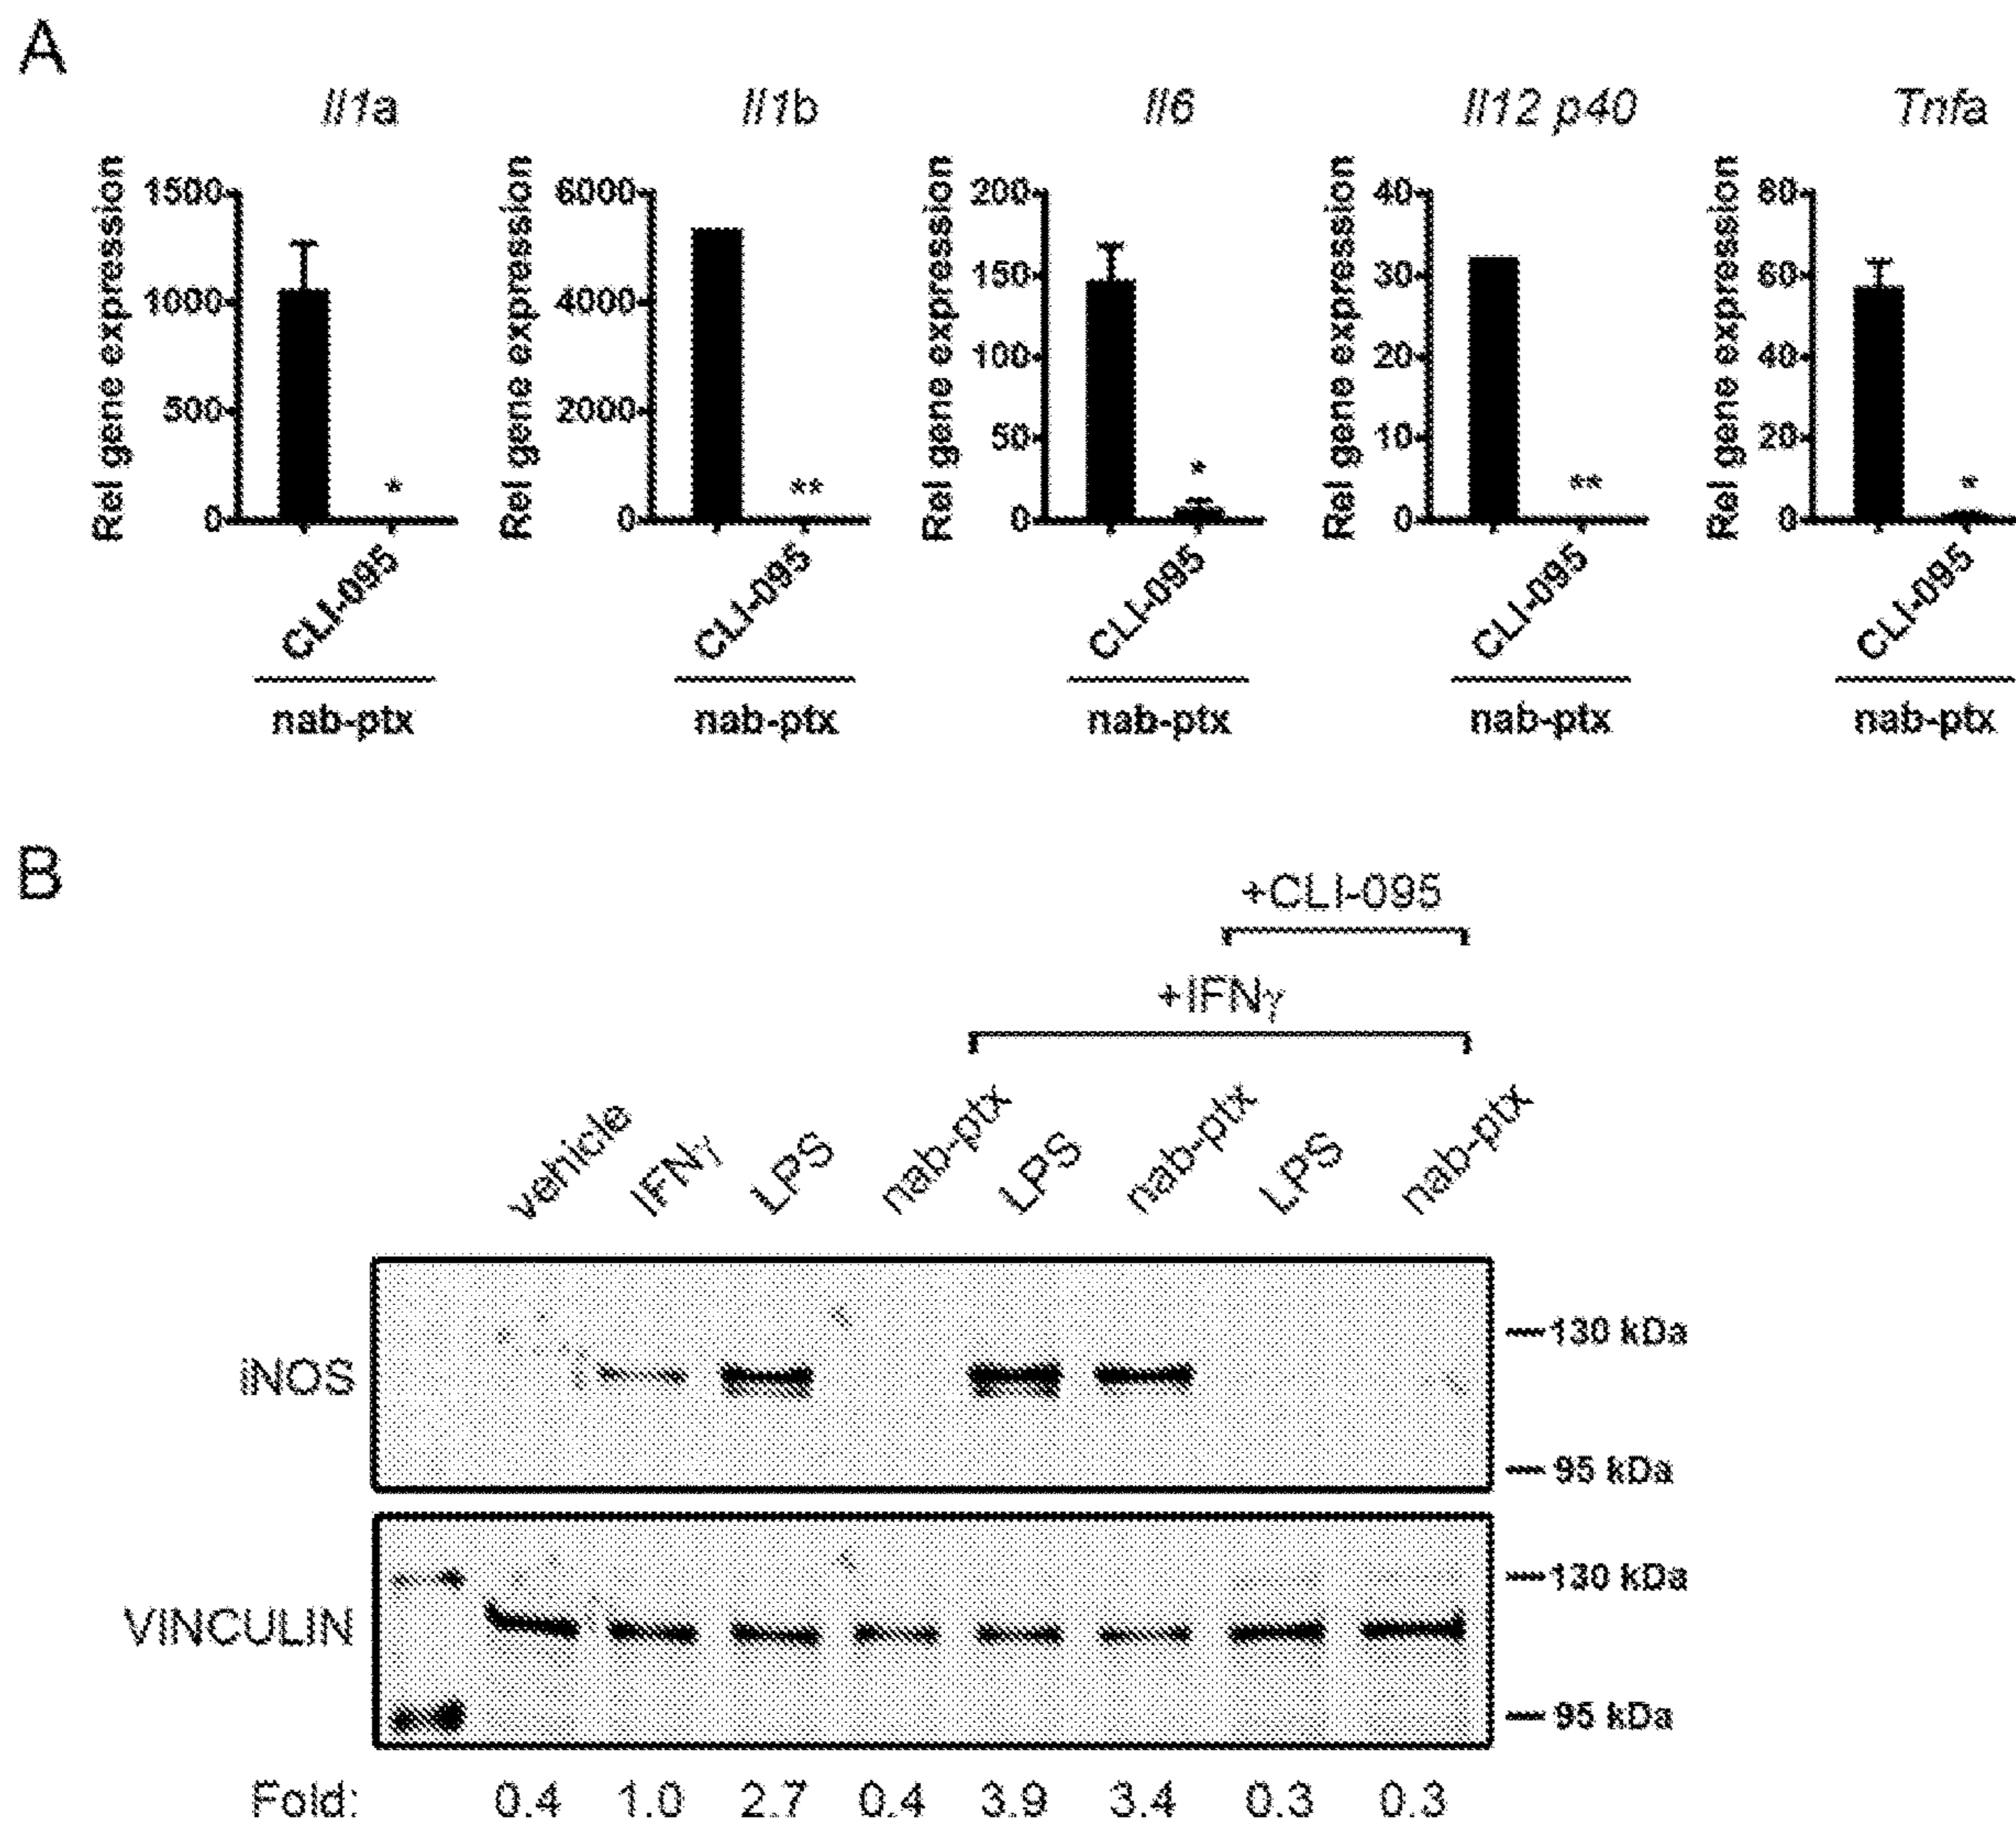 A
Il1a Il1b Il6 Il12 p40 Tnfa
Rel gene expression
1500
1000
500
0
*
CLI-095
nab-ptx
Rel gene expression
6000
4000
2000
0
**
CLI-095
nab-ptx
Rel gene expression
200
150
100
50
0
*
CLI-095
nab-ptx
Rel gene expression
40
30
20
10
0
**
CLI-095
nab-ptx
Rel gene expression
80
60
40
20
0
*
CLI-095
nab-ptx
B
+CLI-095
+IFNγ
vehicle IFNγ LPS nab-ptx LPS nab-ptx LPS nab-ptx
iNOS
130 kDa
95 kDa
VINCULIN
130 kDa
95 kDa
Fold: 0.4 1.0 2.7 0.4 3.9 3.4 0.3 0.3